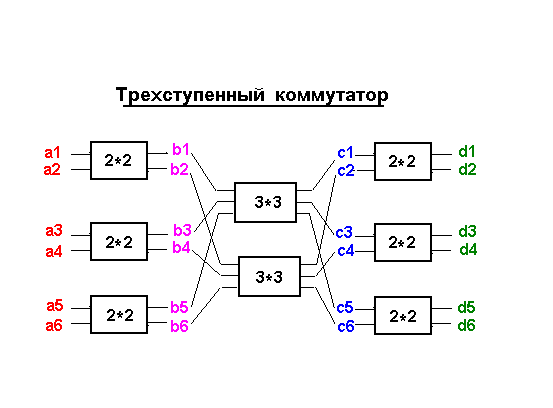 Трехступенный коммутатор
a1 2*2 b1 c1 2*2 d1
a2 b2 c2 d2
3*3
a3 2*2 b3 c3 2*2 d3
a4 b4 c4 d4
3*3
a5 2*2 b5 c5 2*2 d5
a6 b6 c6 d6